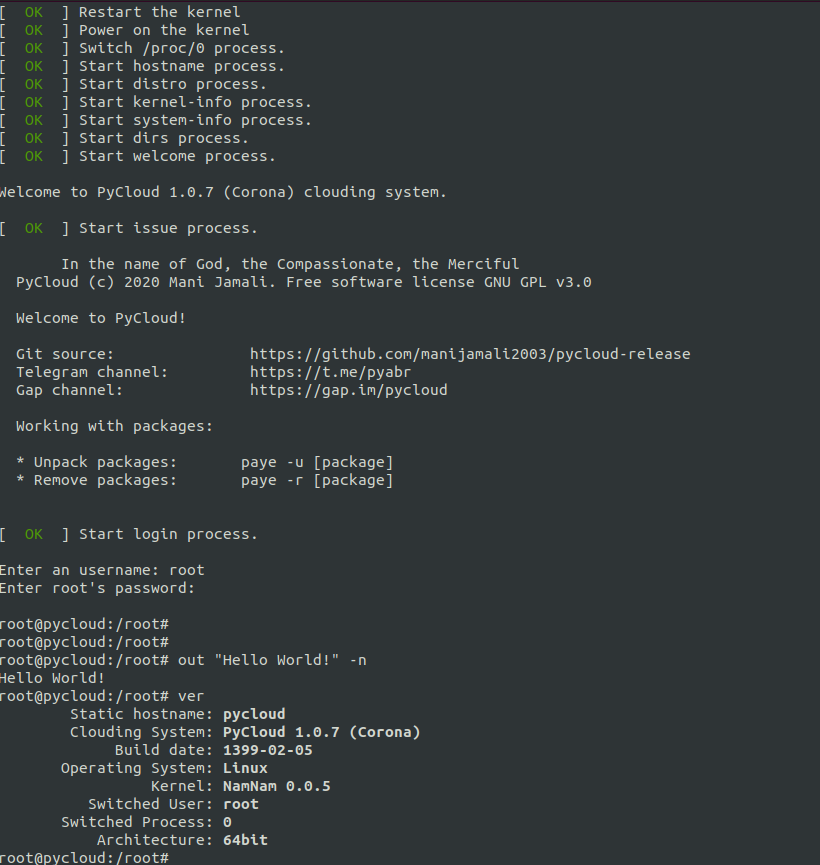 [  OK  ] Restart the kernel
[  OK  ] Power on the kernel
[  OK  ] Switch /proc/0 process.
[  OK  ] Start hostname process.
[  OK  ] Start distro process.
[  OK  ] Start kernel-info process.
[  OK  ] Start system-info process.
[  OK  ] Start dirs process.
[  OK  ] Start welcome process.
Welcome to PyCloud 1.0.7 (Corona) clouding system.
[  OK  ] Start issue process.
In the name of God, the Compassionate, the Merciful
PyCloud (c) 2020 Mani Jamali. Free software license GNU GPL v3.0
Welcome to PyCloud!
Git source: https://github.com/manijamali2003/pycloud-release
Telegram channel: https://t.me/pyabr
Gap channel: https://gap.im/pycloud
Working with packages:
* Unpack packages: paye -u [package]
* Remove packages: paye -r [package]
[  OK  ] Start login process.
Enter an username: root
Enter root's password:
root@pycloud:/root#
root@pycloud:/root#
root@pycloud:/root# out "Hello World!" -n
Hello World!
root@pycloud:/root# ver
Static hostname: pycloud
Clouding System: PyCloud 1.0.7 (Corona)
Build date: 1399-02-05
Operating System: Linux
Kernel: NamNam 0.0.5
Switched User: root
Switched Process: 0
Architecture: 64bit
root@pycloud:/root#